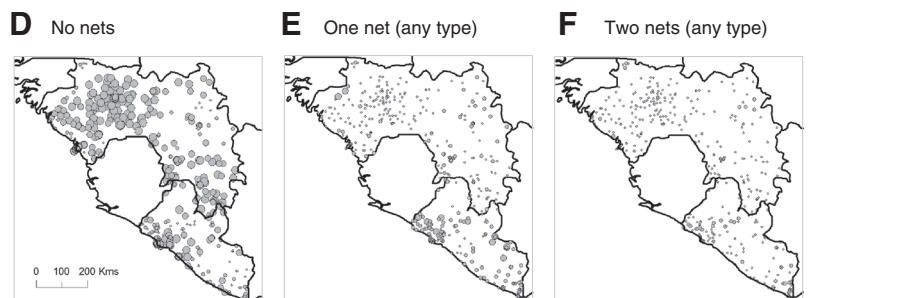 D No nets
E One net (any type)
F Two nets (any type)
0 100 200 Kms